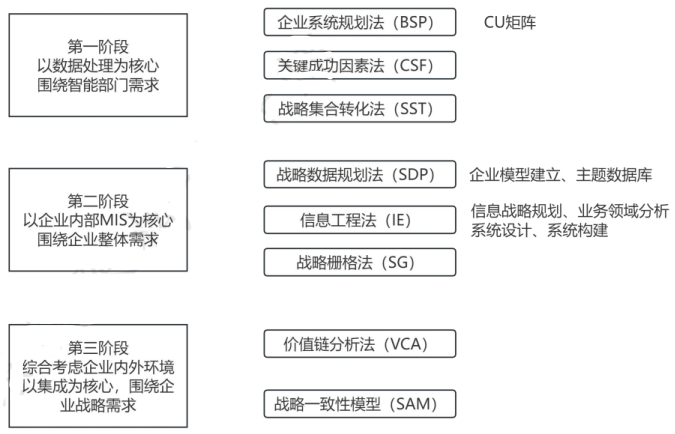 第一阶段
以数据处理为核心
围绕智能部门需求
企业系统规划法（BSP）
CU矩阵
关键成功因素法（CSF）
战略集合转化法（SST）
第二阶段
以企业内部MIS为核心
围绕企业整体需求
战略数据规划法（SDP）
企业模型建立、主题数据库
信息工程法（IE）
信息战略规划、业务领域分析
系统设计、系统构建
战略栅格法（SG）
第三阶段
综合考虑企业内外环境
以集成为核心，围绕企
业战略需求
价值链分析法（VCA）
战略一致性模型（SAM）